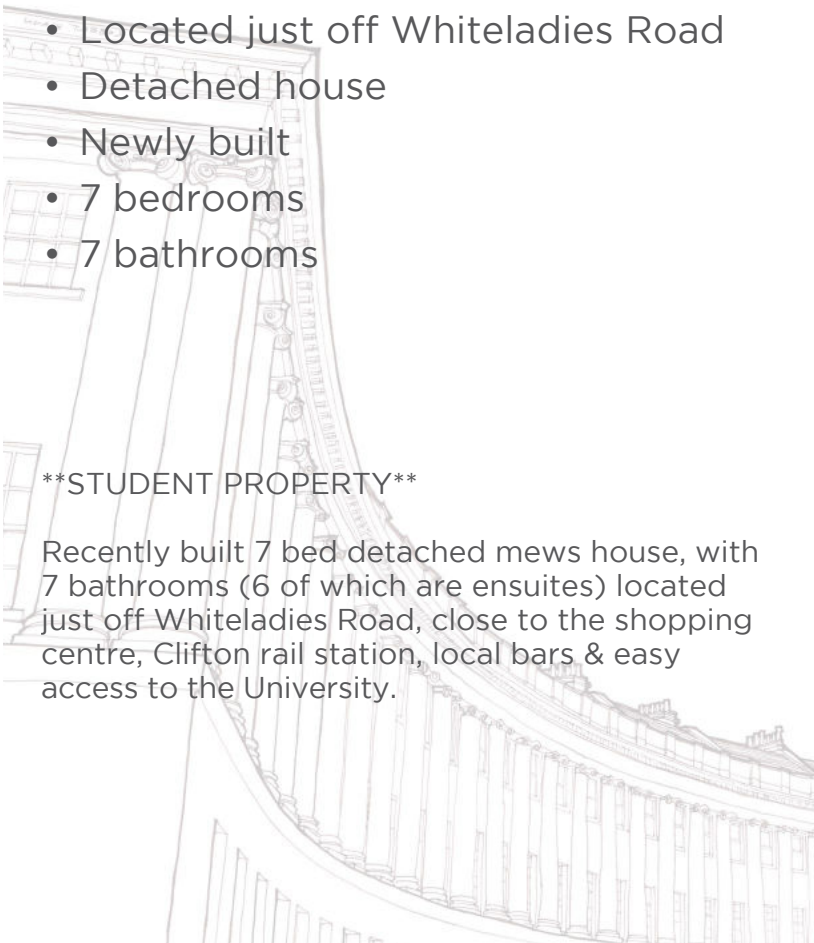 • Located just off Whiteladies Road
• Detached house
• Newly built
• 7 bedrooms
• 7 bathrooms
**STUDENT PROPERTY**
Recently built 7 bed detached mews house, with
7 bathrooms (6 of which are ensuites) located
just off Whiteladies Road, close to the shopping
centre, Clifton rail station, local bars & easy
access to the University.